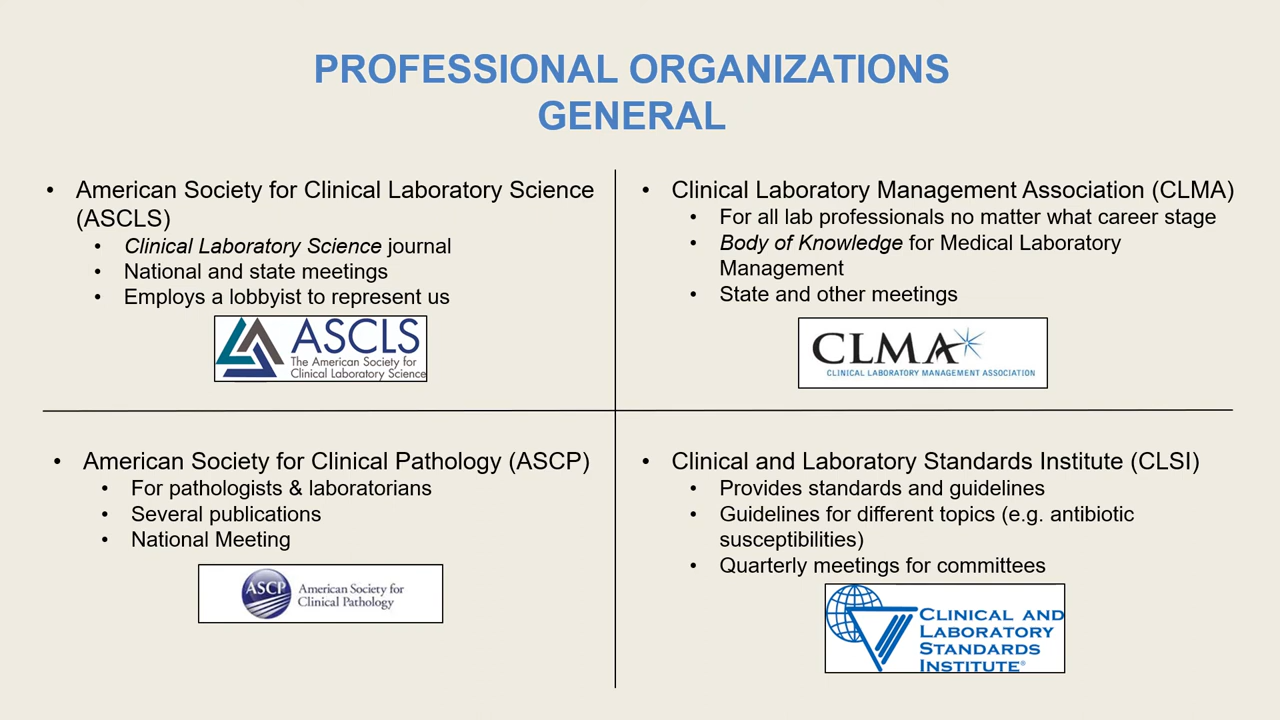 PROFESSIONAL ORGANIZATIONS
GENERAL
• American Society for Clinical Laboratory Science
(ASCLS)
• Clinical Laboratory Science journal
• National and state meetings
• Employs a lobbyist to represent us
ASCLS
The American Society for
Clinical Laboratory Science
• Clinical Laboratory Management Association (CLMA)
• For all lab professionals no matter what career stage
• Body of Knowledge for Medical Laboratory
Management
• State and other meetings
CLMA
CLINICAL LABORATORY MANAGEMENT ASSOCIATION
• American Society for Clinical Pathology (ASCP)
• For pathologists & laboratorians
• Several publications
• National Meeting
ASCP
American Society for
Clinical Pathology
• Clinical and Laboratory Standards Institute (CLSI)
• Provides standards and guidelines
• Guidelines for different topics (e.g. antibiotic
susceptibilities)
• Quarterly meetings for committees
CLINICAL AND
LABORATORY
STANDARDS
INSTITUTE®